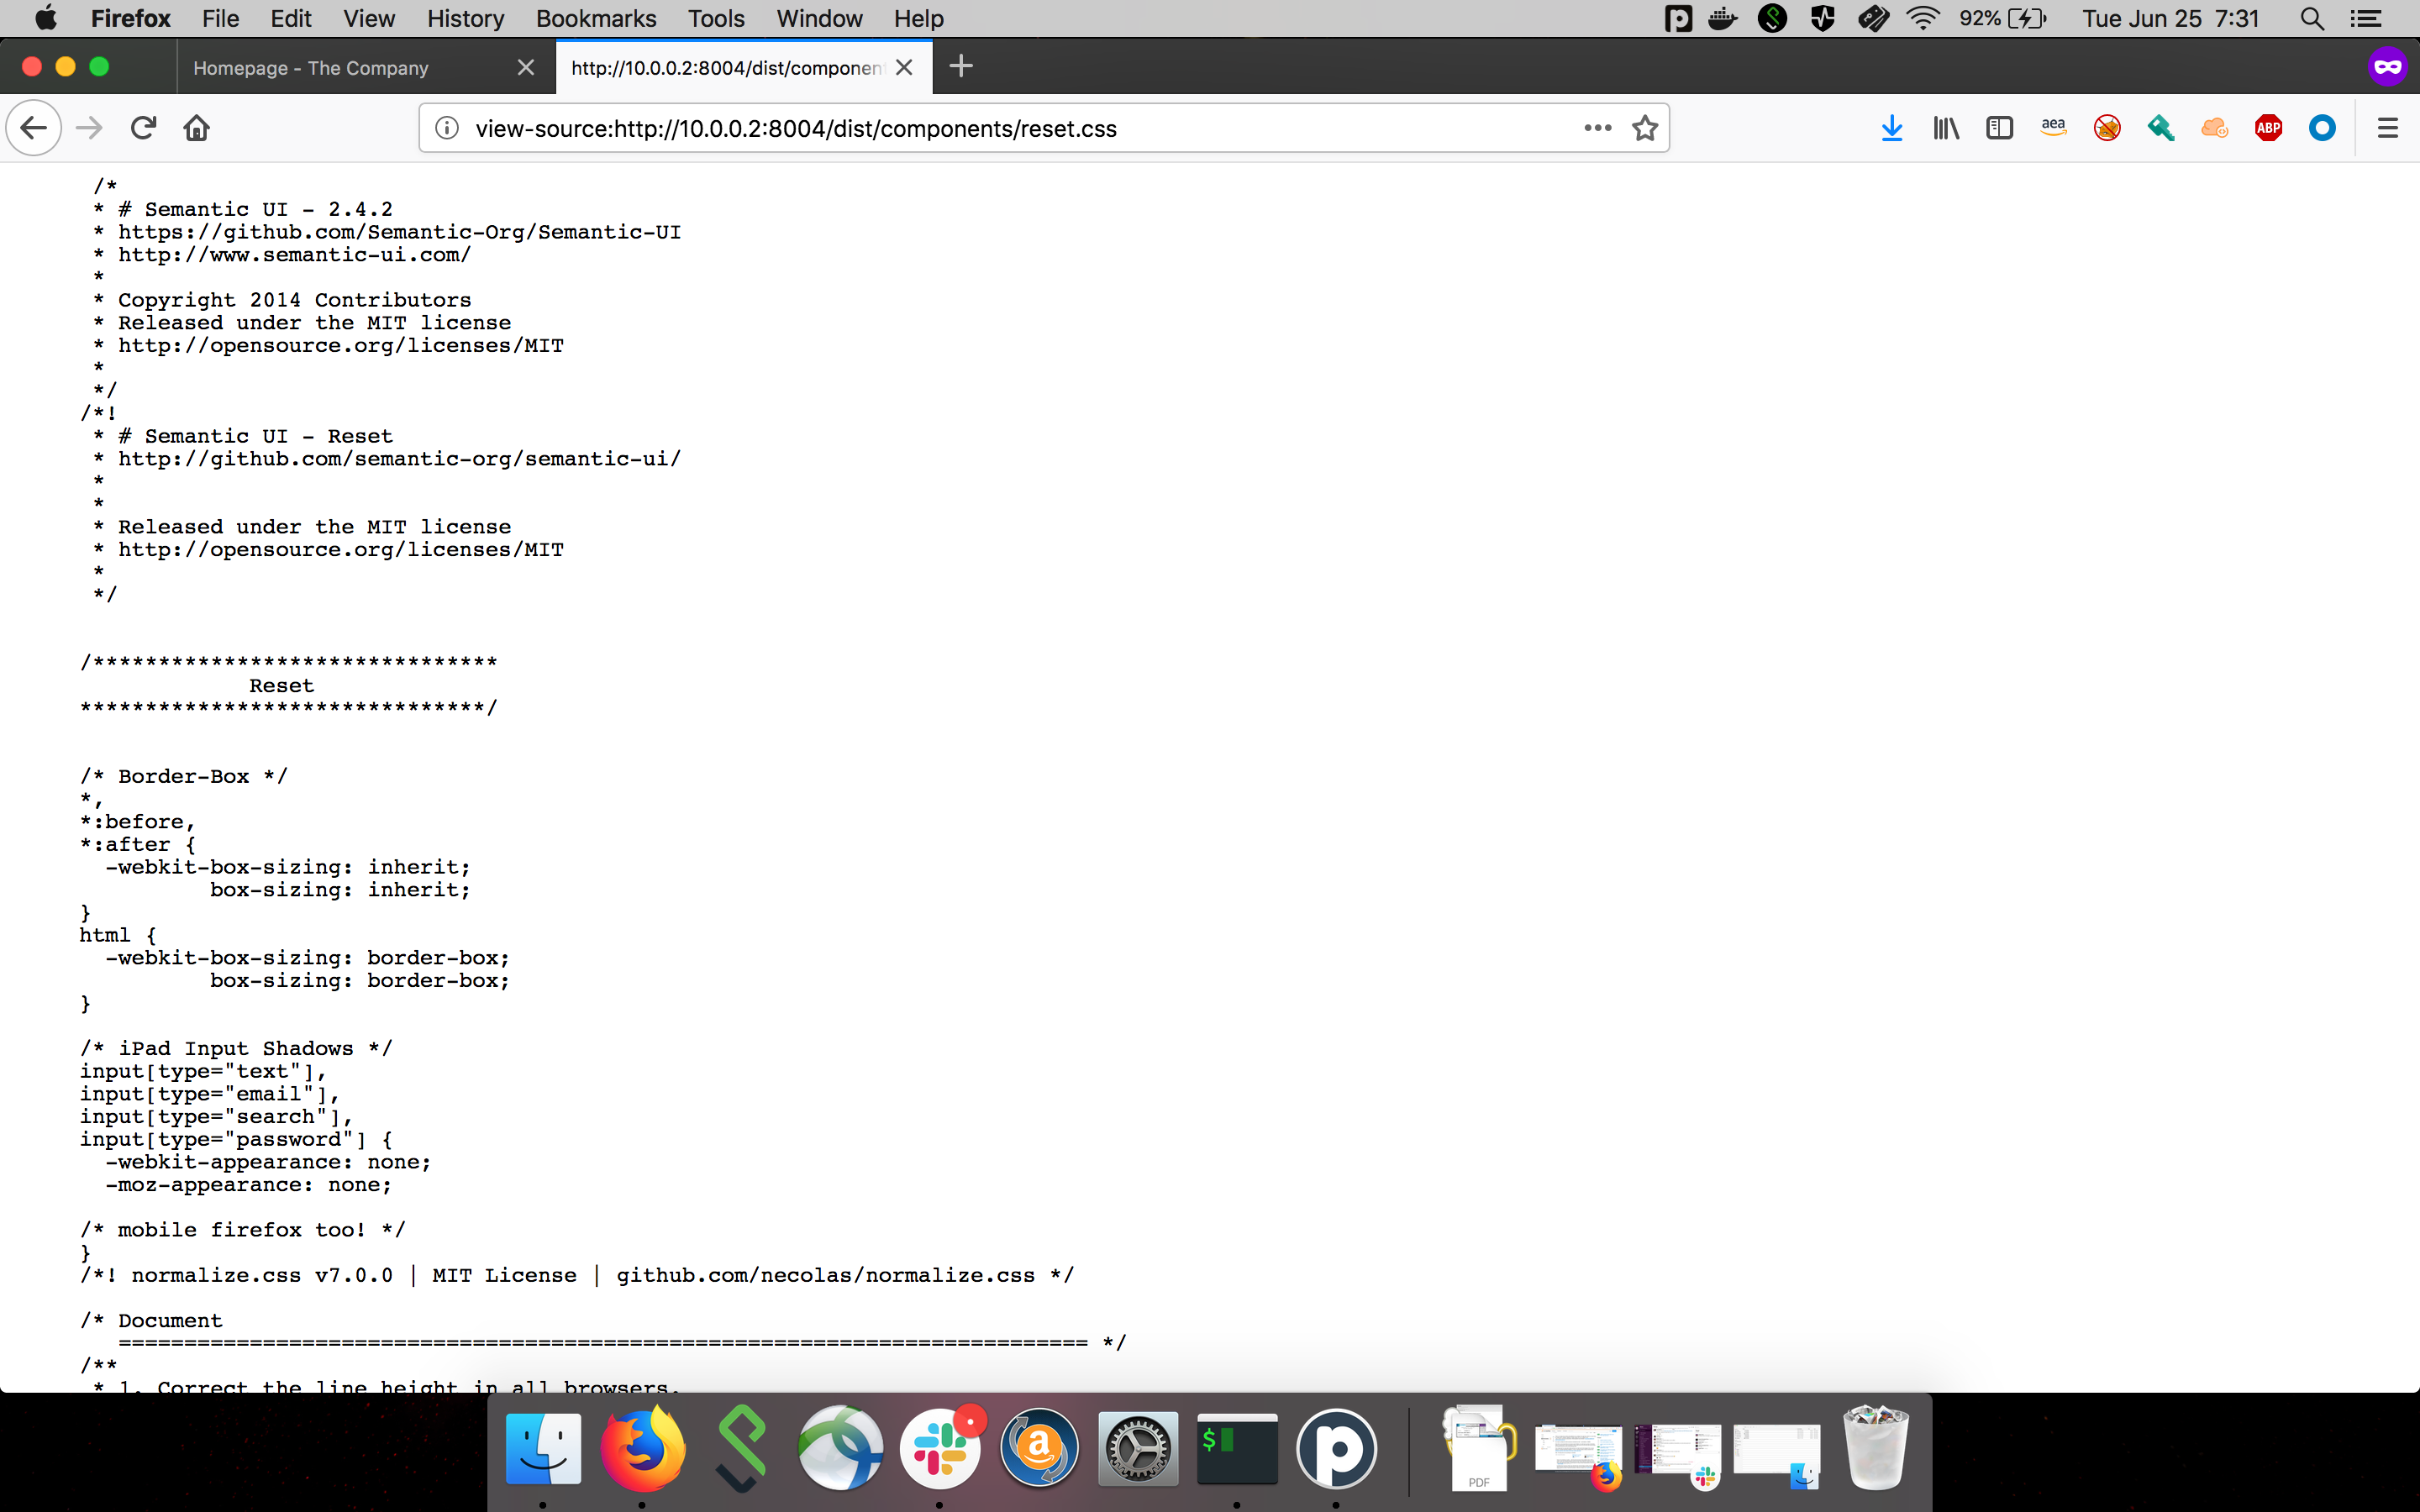 Firefox File Edit View History Bookmarks Tools Window Help 92% Tue Jun 25 7:31
Homepage - The Company http://10.0.0.2:8004/dist/componen
view-source:http://10.0.0.2:8004/dist/components/reset.css aea ABP
/*
* # Semantic UI - 2.4.2
* https://github.com/Semantic-Org/Semantic-UI
* http://www.semantic-ui.com/
*
* Copyright 2014 Contributors
* Released under the MIT license
* http://opensource.org/licenses/MIT
*
*/
/*!
* # Semantic UI - Reset
* http://github.com/semantic-org/semantic-ui/
*
*
* Released under the MIT license
* http://opensource.org/licenses/MIT
*
*/
/*******************************
Reset
*******************************/
/* Border-Box */
*,
*:before,
*:after {
-webkit-box-sizing: inherit;
box-sizing: inherit;
}
html {
-webkit-box-sizing: border-box;
box-sizing: border-box;
}
/* iPad Input Shadows */
input[type="text"],
input[type="email"],
input[type="search"],
input[type="password"] {
-webkit-appearance: none;
-moz-appearance: none;
/* mobile firefox too! */
}
/*! normalize.css v7.0.0 | MIT License | github.com/necolas/normalize.css */
/* Document
========================================================================== */
/**
* 1. Correct the line height in all browsers.
$
PDF